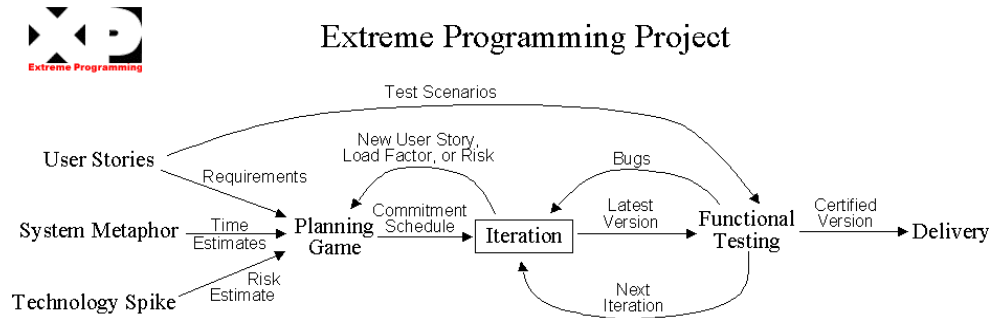 XP
Extreme Programming
Extreme Programming Project
Test Scenarios
New User Story,
Load Factor, or Risk
Bugs
User Stories
Requirements
System Metaphor
Time
Estimates
Planning
Game
Commitment
Schedule
Iteration
Latest
Version
Functional
Testing
Certified
Version
Delivery
Technology Spike
Risk
Estimate
Next
Iteration